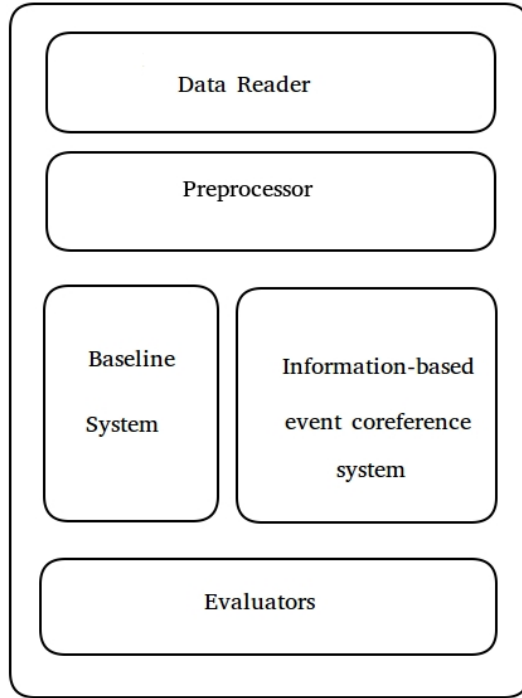 Data Reader
Preprocessor
Baseline
System
Information-based
event coreference
system
Evaluators